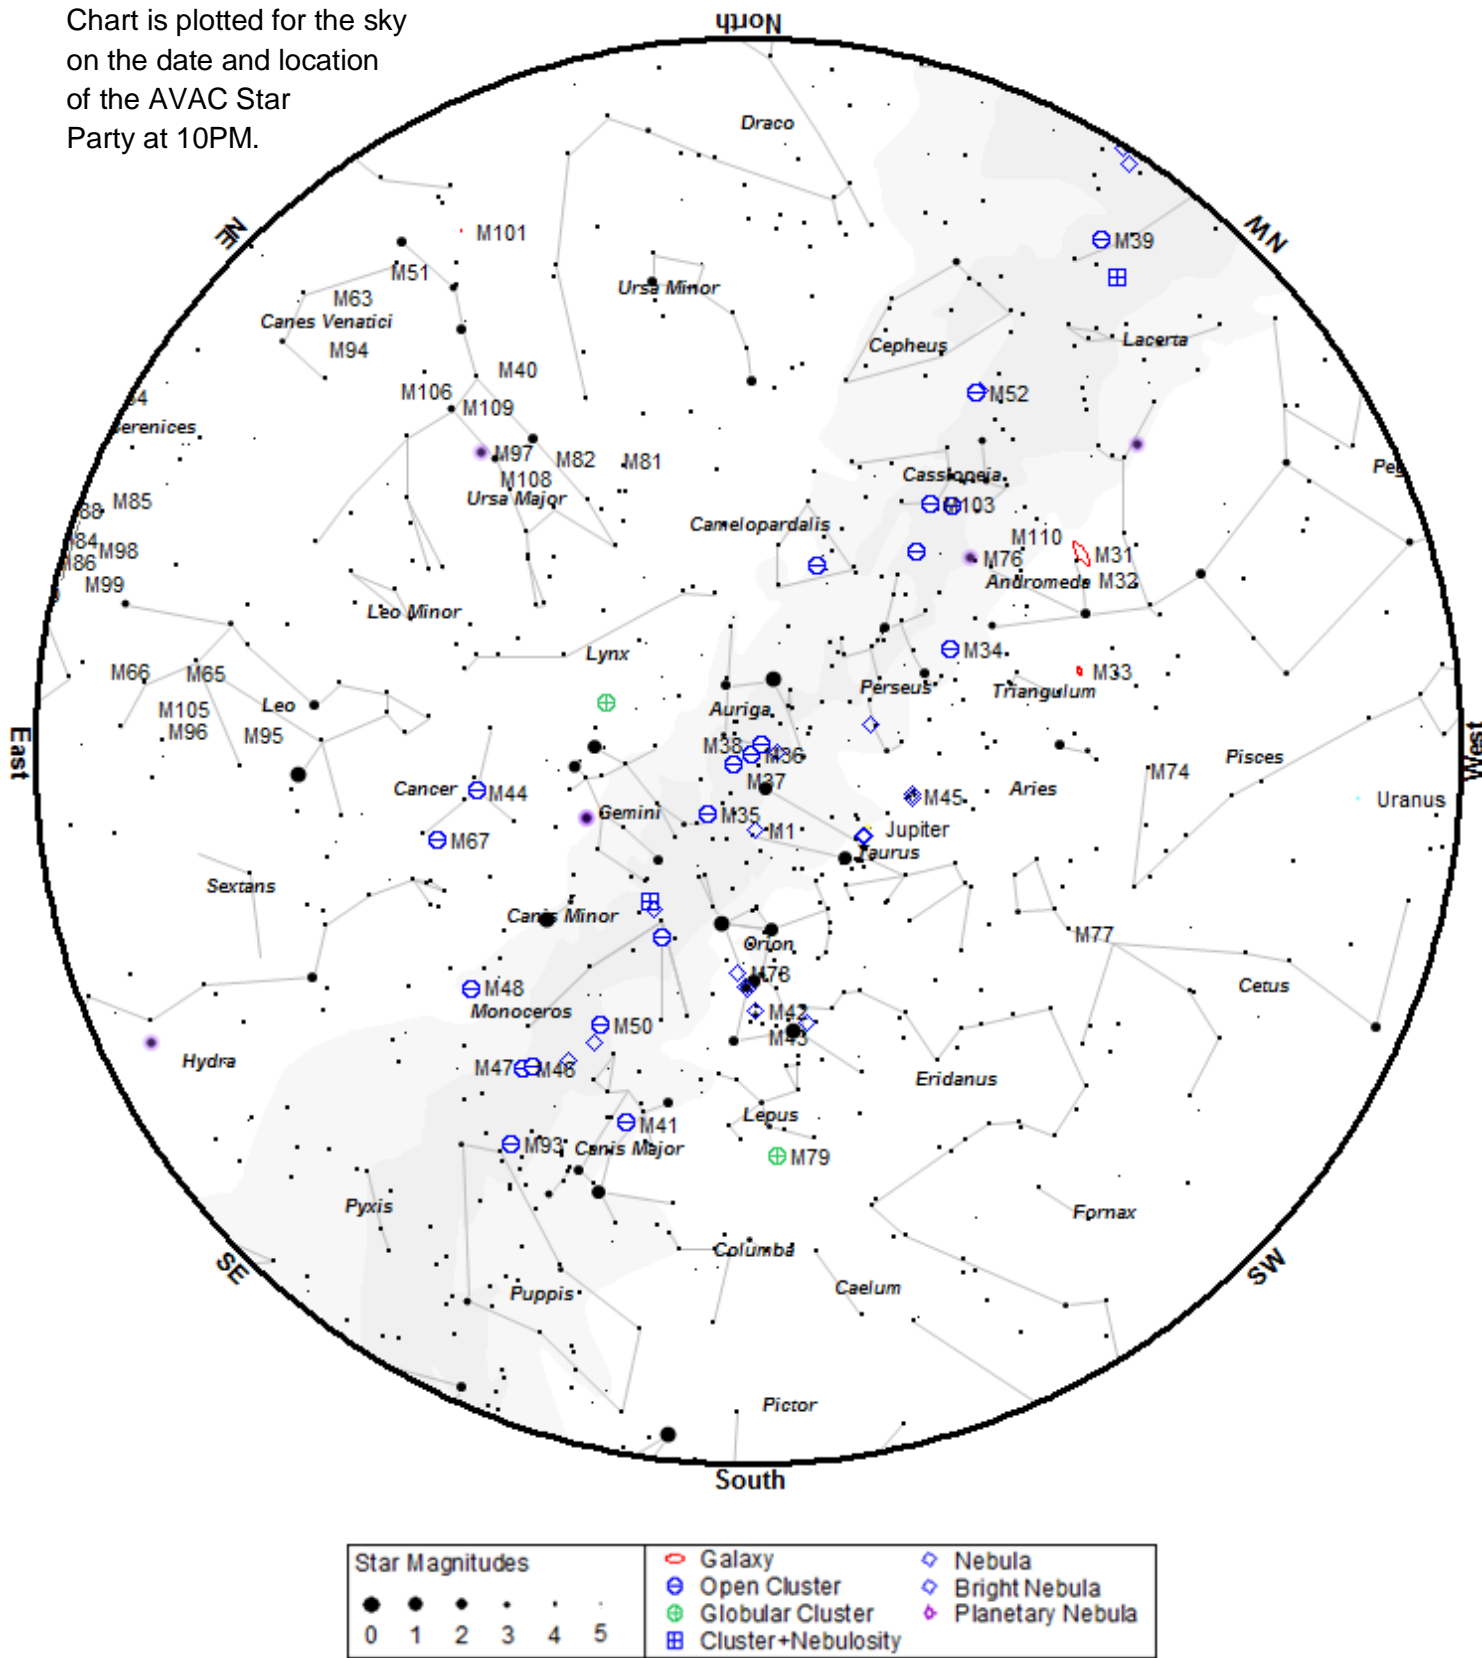 Chart is plotted for the sky
on the date and location
of the AVAC Star
Party at 10PM.
North
NE
NW
East
West
SE
SW
South
Draco
M101
M51
M39
M63
Ursa Minor
Canes Venatici
M94
Cepheus
Lacerta
M40
M106
M109
M52
M97
M82
M81
M108
Ursa Major
Cassiopeia
M103
M85
M98
M86
M99
Camelopardalis
M110
M76
M31
Andromeda
M32
Leo Minor
Lynx
M34
M66
M65
Leo
Perseus
Triangulum
M33
M105
M96
M95
Auriga
M38
M36
M37
Pisces
M74
Cancer
M44
Gemini
M35
M1
M45
Aries
Uranus
Jupiter
Taurus
M67
Sextans
Canis Minor
Orion
M77
M78
Cetus
M48
Monoceros
M50
M42
M43
Hydra
M47
M46
Eridanus
Lepus
M41
M93
Canis Major
M79
Pyxis
Fornax
Columba
Caelum
Puppis
Pictor
Star Magnitudes
0 1 2 3 4 5
Galaxy
Open Cluster
Globular Cluster
Cluster+Nebulosity
Nebula
Bright Nebula
Planetary Nebula